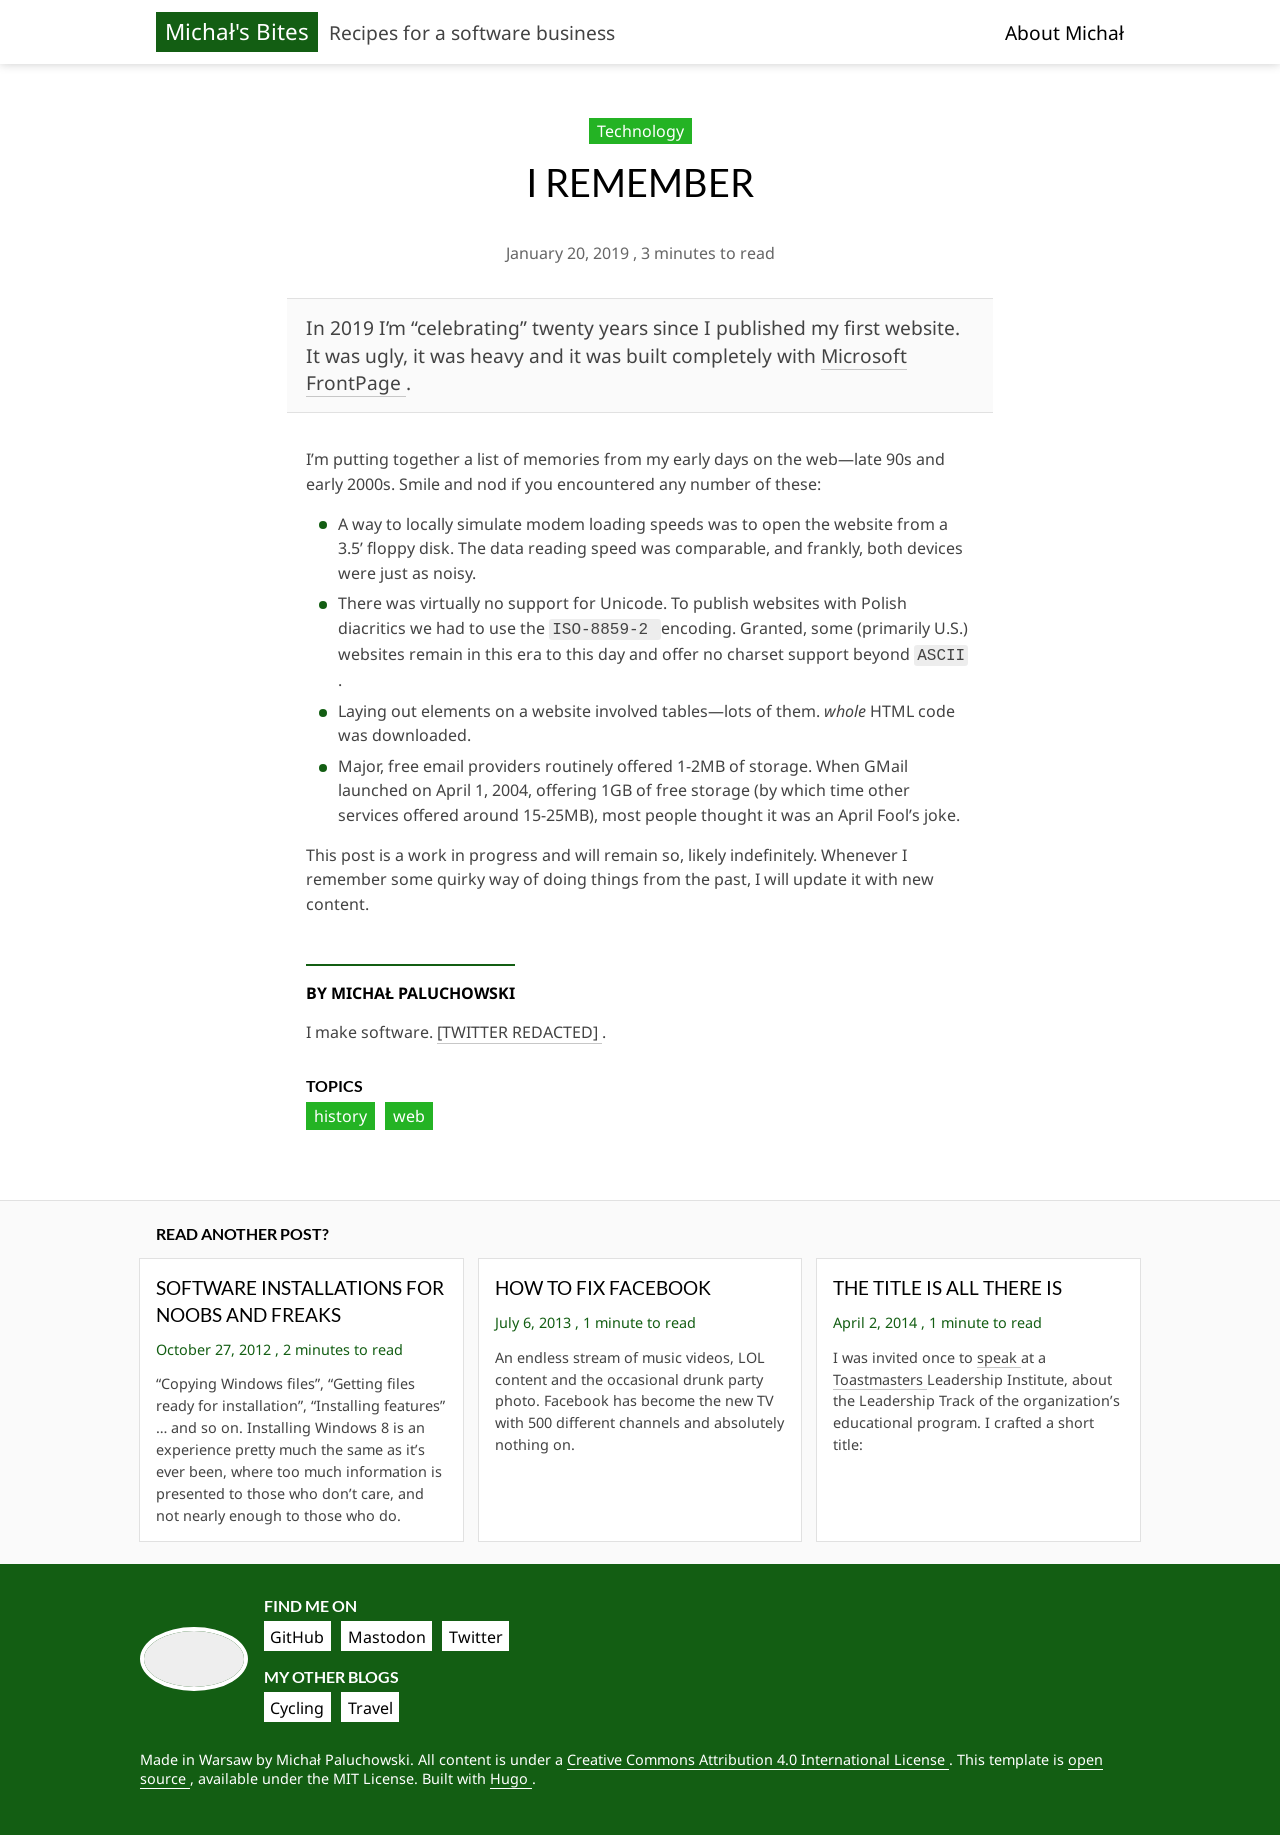 Michał's Bites
Recipes for a software business
About Michał
Technology
I REMEMBER
January 20, 2019 , 3 minutes to read
In 2019 I’m “celebrating” twenty years since I published my first website.
It was ugly, it was heavy and it was built completely with Microsoft
FrontPage .
I’m putting together a list of memories from my early days on the web—late 90s and
early 2000s. Smile and nod if you encountered any number of these:
A way to locally simulate modem loading speeds was to open the website from a
3.5’ floppy disk. The data reading speed was comparable, and frankly, both devices
were just as noisy.
There was virtually no support for Unicode. To publish websites with Polish
diacritics we had to use the ISO-8859-2 encoding. Granted, some (primarily U.S.)
websites remain in this era to this day and offer no charset support beyond ASCII
.
Laying out elements on a website involved tables—lots of them. whole HTML code
was downloaded.
Major, free email providers routinely offered 1-2MB of storage. When GMail
launched on April 1, 2004, offering 1GB of free storage (by which time other
services offered around 15-25MB), most people thought it was an April Fool’s joke.
This post is a work in progress and will remain so, likely indefinitely. Whenever I
remember some quirky way of doing things from the past, I will update it with new
content.
BY MICHAŁ PALUCHOWSKI
I make software. [TWITTER REDACTED] .
TOPICS
history web
READ ANOTHER POST?
SOFTWARE INSTALLATIONS FOR
NOOBS AND FREAKS
October 27, 2012 , 2 minutes to read
“Copying Windows files”, “Getting files
ready for installation”, “Installing features”
… and so on. Installing Windows 8 is an
experience pretty much the same as it’s
ever been, where too much information is
presented to those who don’t care, and
not nearly enough to those who do.
HOW TO FIX FACEBOOK
July 6, 2013 , 1 minute to read
An endless stream of music videos, LOL
content and the occasional drunk party
photo. Facebook has become the new TV
with 500 different channels and absolutely
nothing on.
THE TITLE IS ALL THERE IS
April 2, 2014 , 1 minute to read
I was invited once to speak at a
Toastmasters Leadership Institute, about
the Leadership Track of the organization’s
educational program. I crafted a short
title:
FIND ME ON
GitHub Mastodon Twitter
MY OTHER BLOGS
Cycling Travel
Made in Warsaw by Michał Paluchowski. All content is under a Creative Commons Attribution 4.0 International License . This template is open
source , available under the MIT License. Built with Hugo .